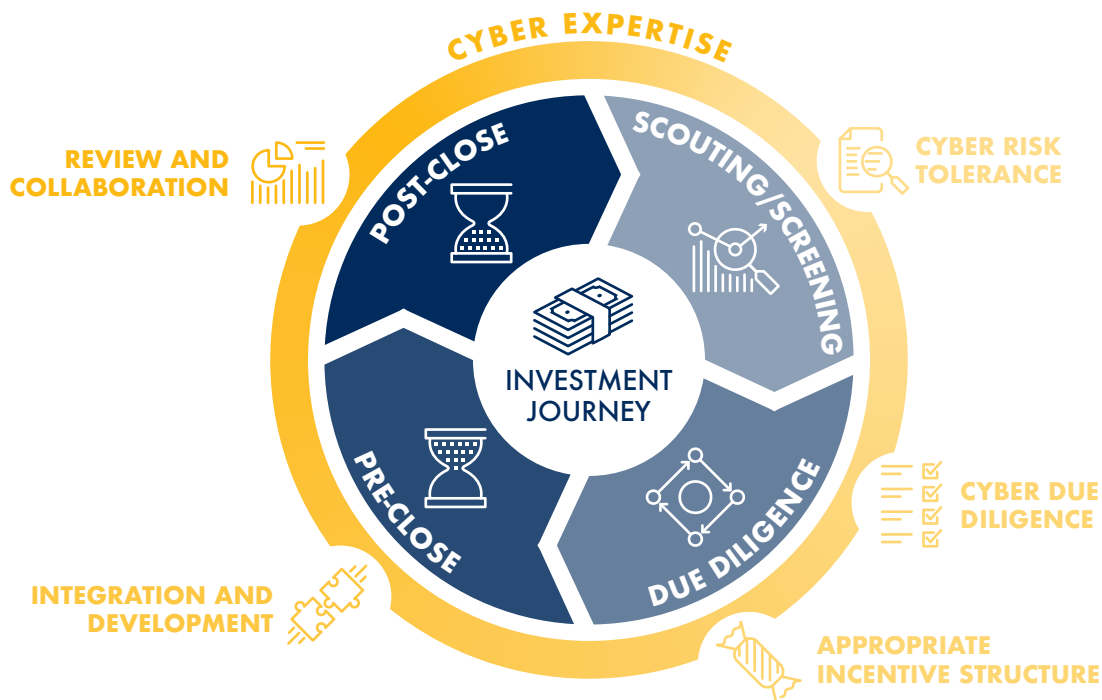 CYBER EXPERTISE
REVIEW AND
COLLABORATION
POST-CLOSE
SCOUTING/SCREENING
CYBER RISK
TOLERANCE
INVESTMENT
JOURNEY
PRE-CLOSE
DUE DILIGENCE
CYBER DUE
DILIGENCE
INTEGRATION AND
DEVELOPMENT
APPROPRIATE
INCENTIVE STRUCTURE